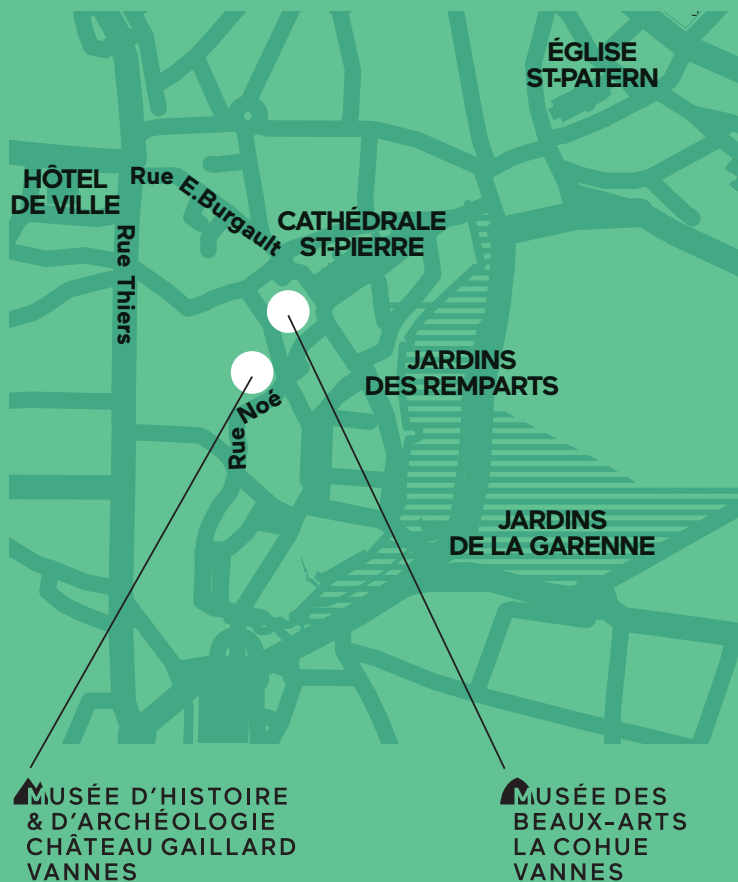 ÉGLISE
ST-PATERN
HÔTEL
DE VILLE
Rue E.Burgault
CATHÉDRALE
ST-PIERRE
Rue Thiers
JARDINS
DES REMPARTS
Rue Noé
JARDINS
DE LA GARENNE
MUSÉE D'HISTOIRE
& D'ARCHÉOLOGIE
CHÂTEAU GAILLARD
VANNES
MUSÉE DES
BEAUX-ARTS
LA COHUE
VANNES